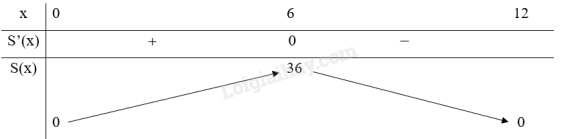 x 0 6 12
S'(x) + 0 −
S(x) 36
Loigiaihay.com
0 0